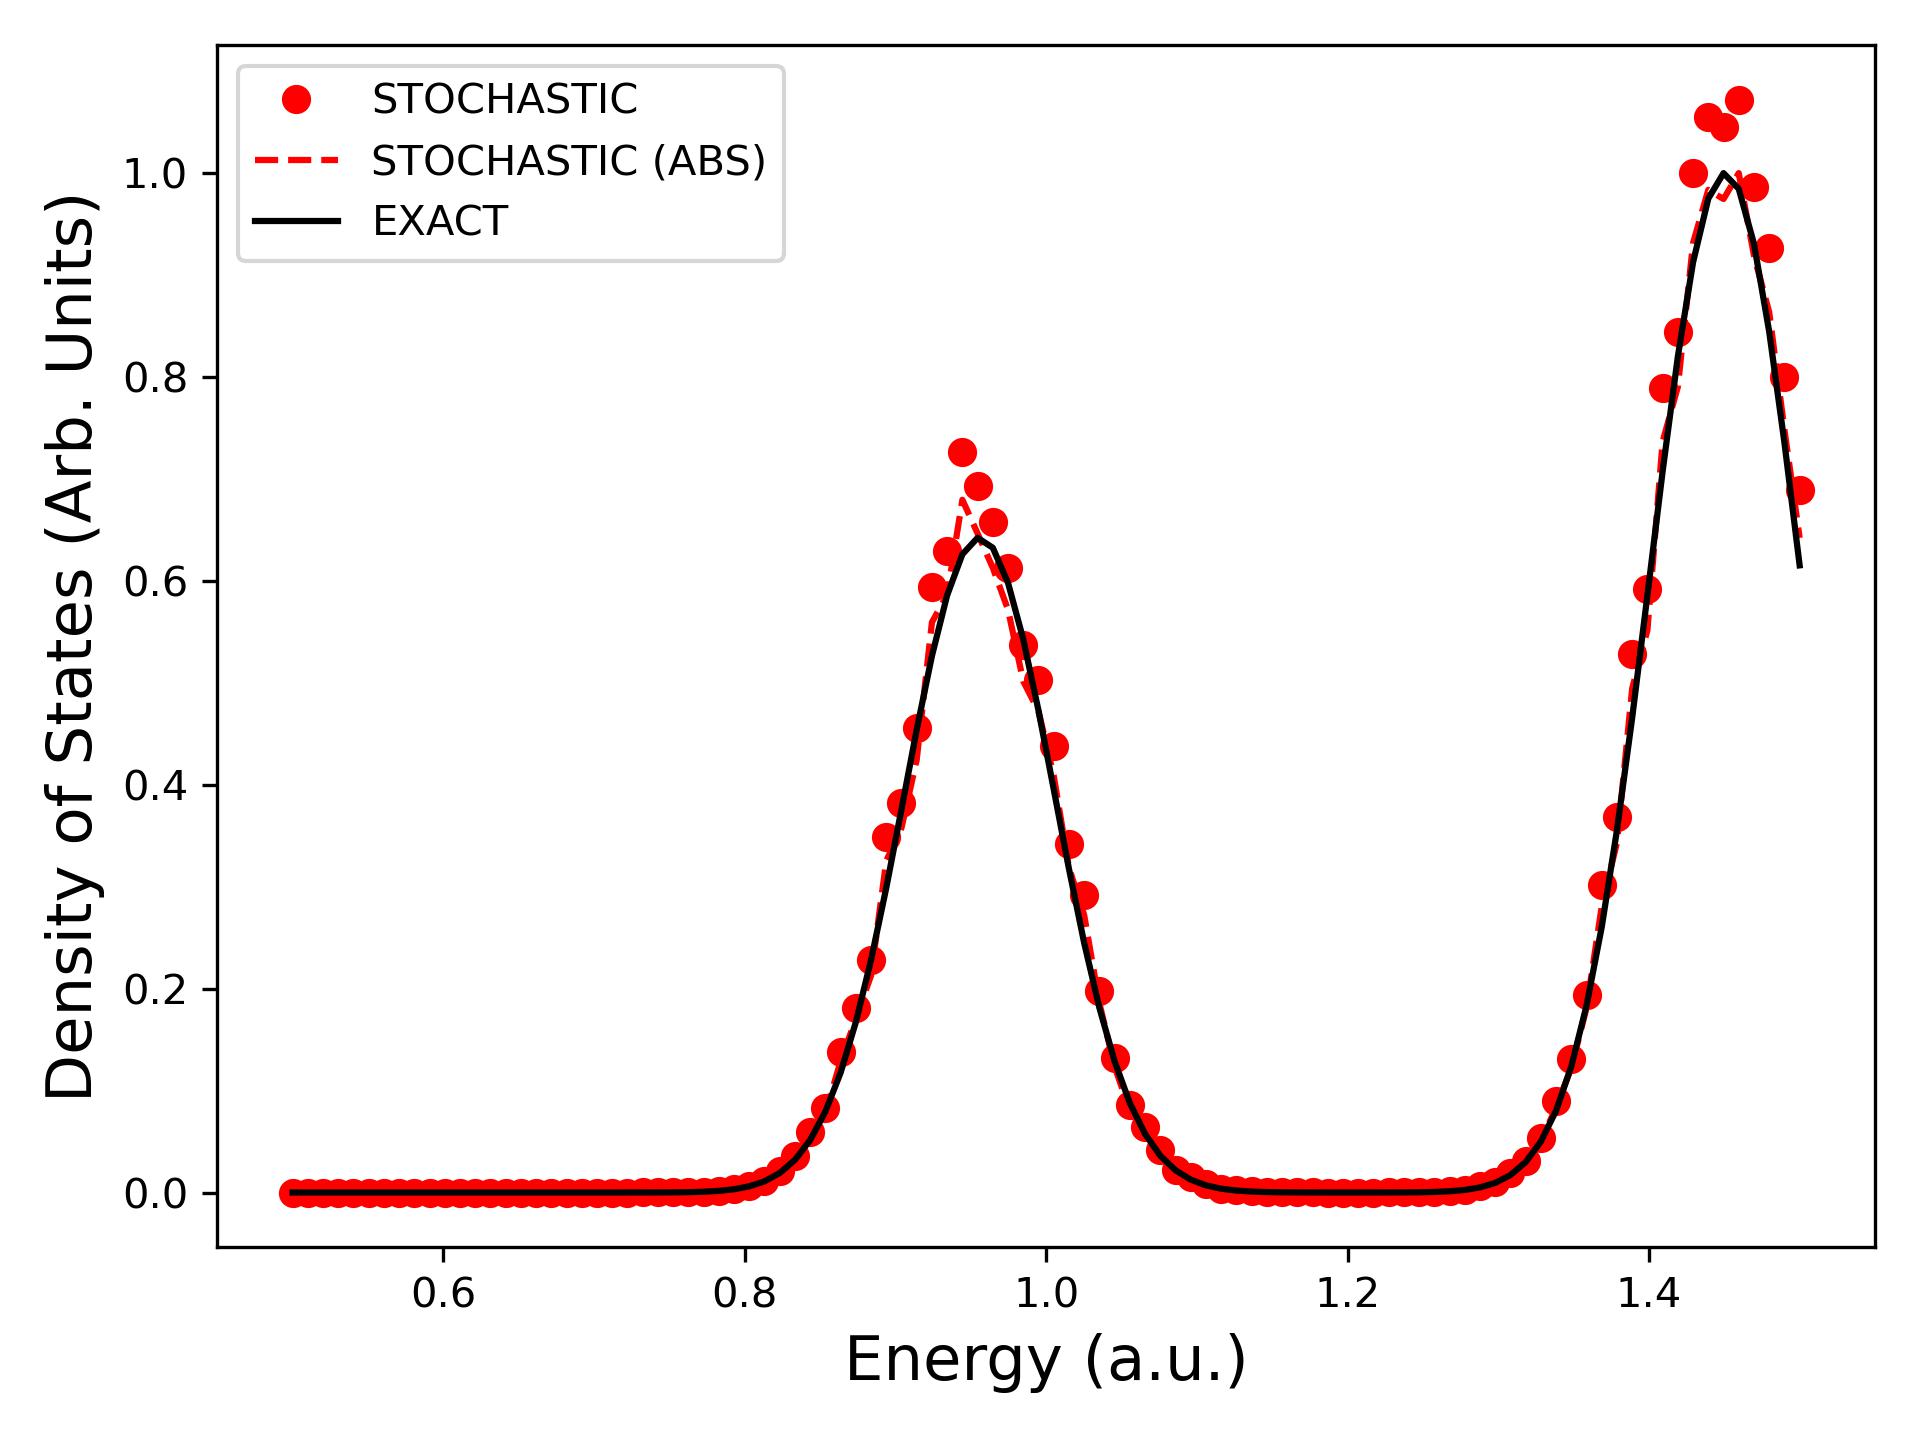 STOCHASTIC
STOCHASTIC (ABS)
EXACT
Density of States (Arb. Units)
1.0
0.8
0.6
0.4
0.2
0.0
0.6 0.8 1.0 1.2 1.4
Energy (a.u.)